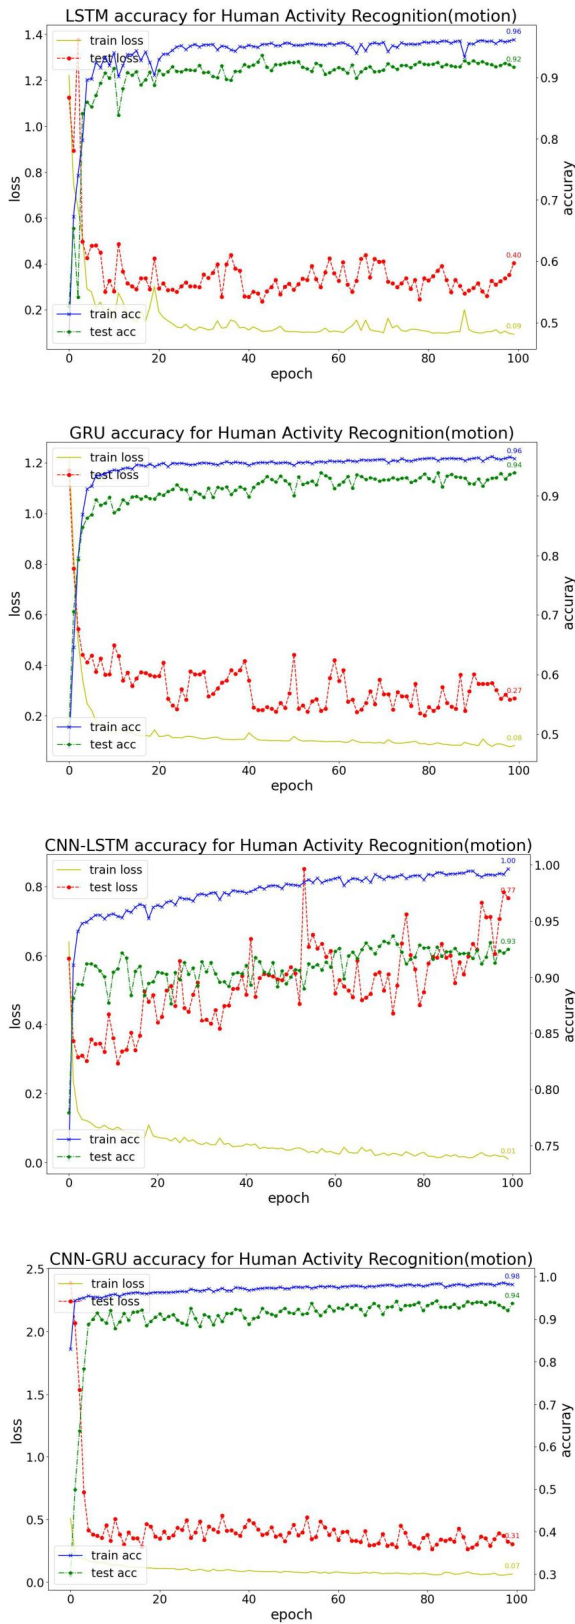 LSTM accuracy for Human Activity Recognition(motion)
1.4
train loss
test loss
0.96
0.92
0.9
1.2
1.0
0.8
0.8
0.7
0.6
0.6
0.4
0.40
0.2
train acc
test acc
0.09
0.5
loss
accuray
0 20 40 60 80 100
epoch
GRU accuracy for Human Activity Recognition(motion)
1.2
train loss
test loss
0.96
0.94
0.9
1.0
0.8
0.8
0.7
0.6
0.6
0.4
0.27
0.2
train acc
test acc
0.08
0.5
loss
accuray
0 20 40 60 80 100
epoch
CNN-LSTM accuracy for Human Activity Recognition(motion)
train loss
test loss
1.00
1.00
0.8
0.77
0.95
0.6
0.93
0.90
0.4
0.85
0.2
0.80
train acc
test acc
0.01
0.75
0.0
loss
accuray
0 20 40 60 80 100
epoch
CNN-GRU accuracy for Human Activity Recognition(motion)
2.5
train loss
test loss
0.98
1.0
0.94
0.9
2.0
0.8
1.5
0.7
0.6
1.0
0.5
0.5
0.4
0.31
train acc
test acc
0.07
0.3
0.0
loss
accuray
0 20 40 60 80 100
epoch